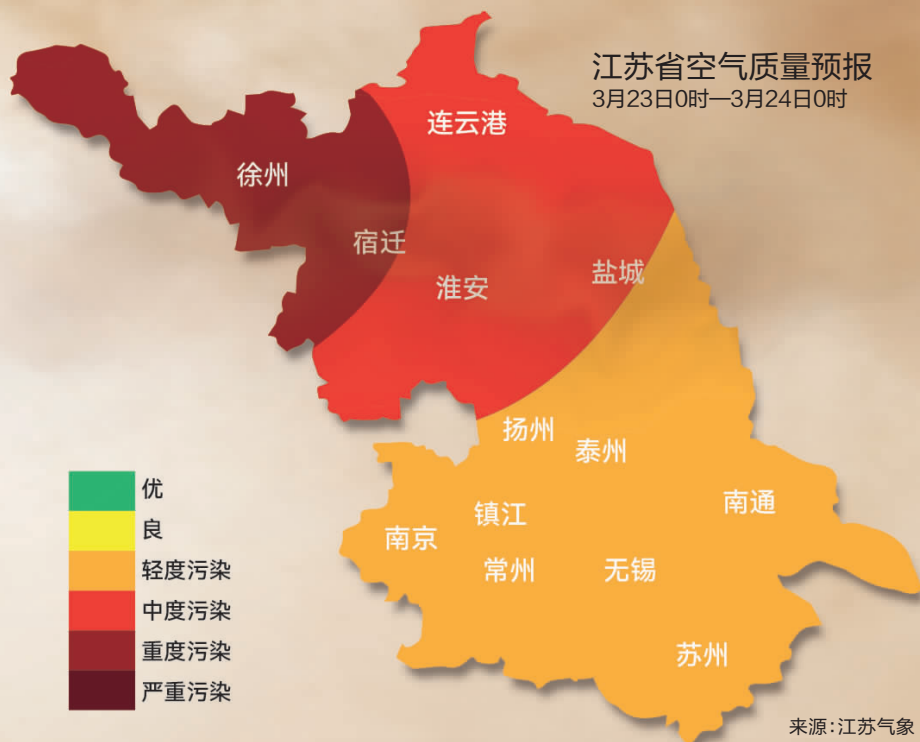 江苏省空气质量预报
3月23日0时—3月24日0时
连云港
徐州
宿迁
淮安
盐城
扬州
泰州
南通
镇江
南京
常州
无锡
苏州
优
良
轻度污染
中度污染
重度污染
严重污染
来源:江苏气象